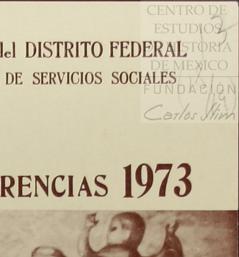 CENTRO DE
ESTUDIOS
HISTORIA
DE MEXICO
FUNDACION
Carlos Slim
del DISTRITO FEDERAL
DE SERVICIOS SOCIALES
RENCIAS 1973